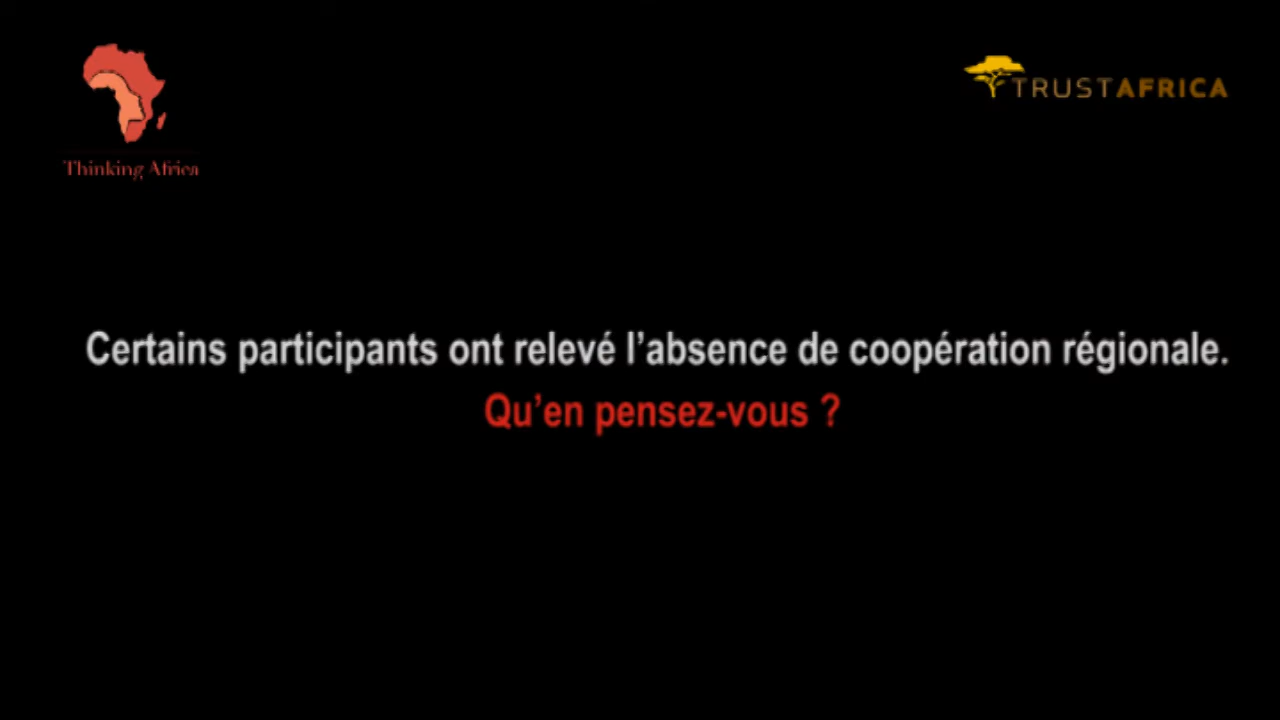 Thinking Africa
TRUSTAFRICA
Certains participants ont relevé l’absence de coopération régionale.
Qu’en pensez-vous ?